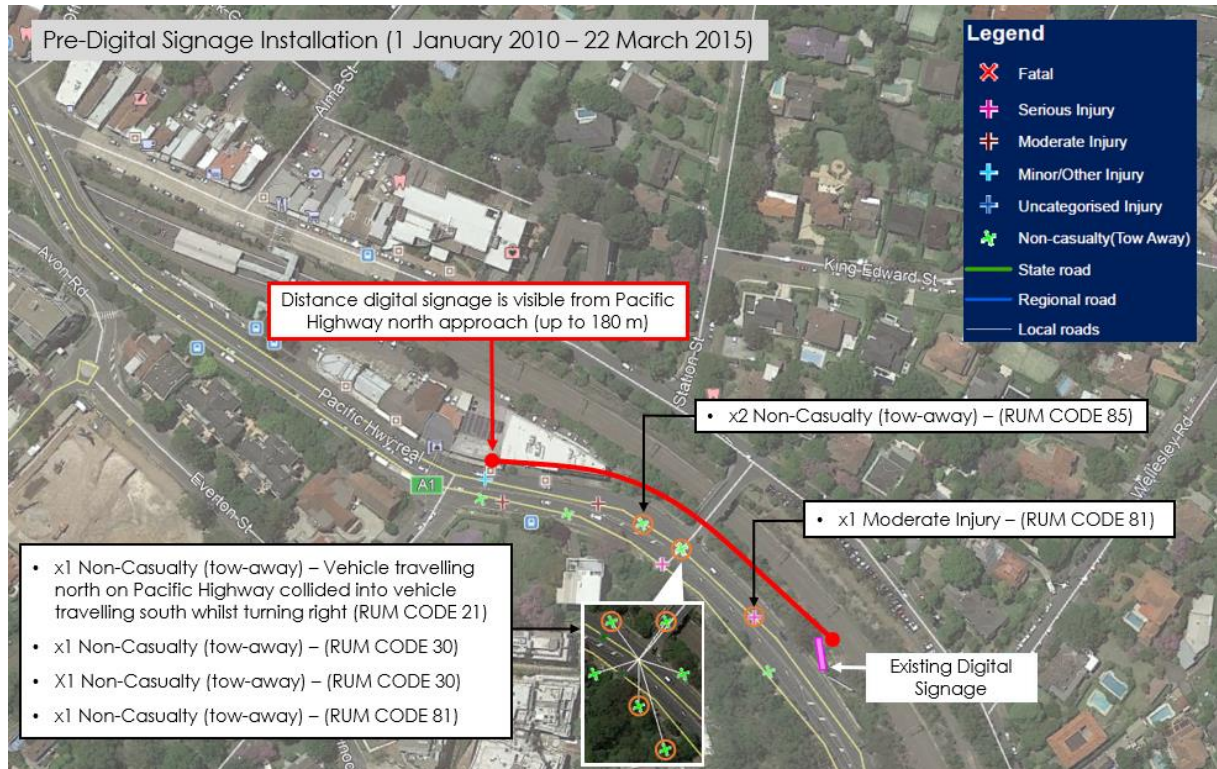 Pre-Digital Signage Installation (1 January 2010 – 22 March 2015)
Legend
Fatal
Serious Injury
Moderate Injury
Minor/Other Injury
Uncategorised Injury
Non-casualty(Tow Away)
State road
Regional road
Local roads
Alma-St
Avon-Rd
King-Edward-St
Station-St
Wellesley-Rd
Everton-St
Pacific-Hwy
A1
Distance digital signage is visible from Pacific
Highway north approach (up to 180 m)
• x2 Non-Casualty (tow-away) – (RUM CODE 85)
• x1 Moderate Injury – (RUM CODE 81)
• x1 Non-Casualty (tow-away) – Vehicle travelling
north on Pacific Highway collided into vehicle
travelling south whilst turning right (RUM CODE 21)
• x1 Non-Casualty (tow-away) – (RUM CODE 30)
• X1 Non-Casualty (tow-away) – (RUM CODE 30)
• x1 Non-Casualty (tow-away) – (RUM CODE 81)
Existing Digital
Signage